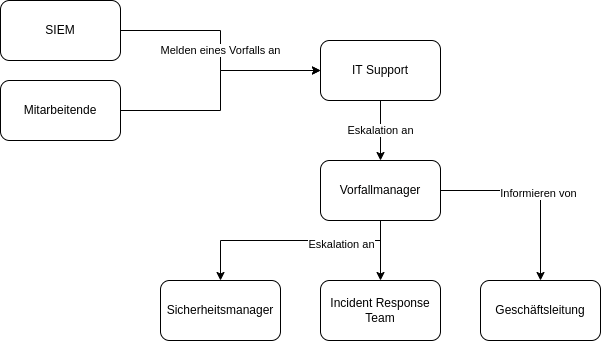 SIEM
Melden eines Vorfalls an
IT Support
Mitarbeitende
Eskalation an
Vorfallmanager
Informieren von
Eskalation an
Sicherheitsmanager
Incident Response
Team
Geschäftsleitung